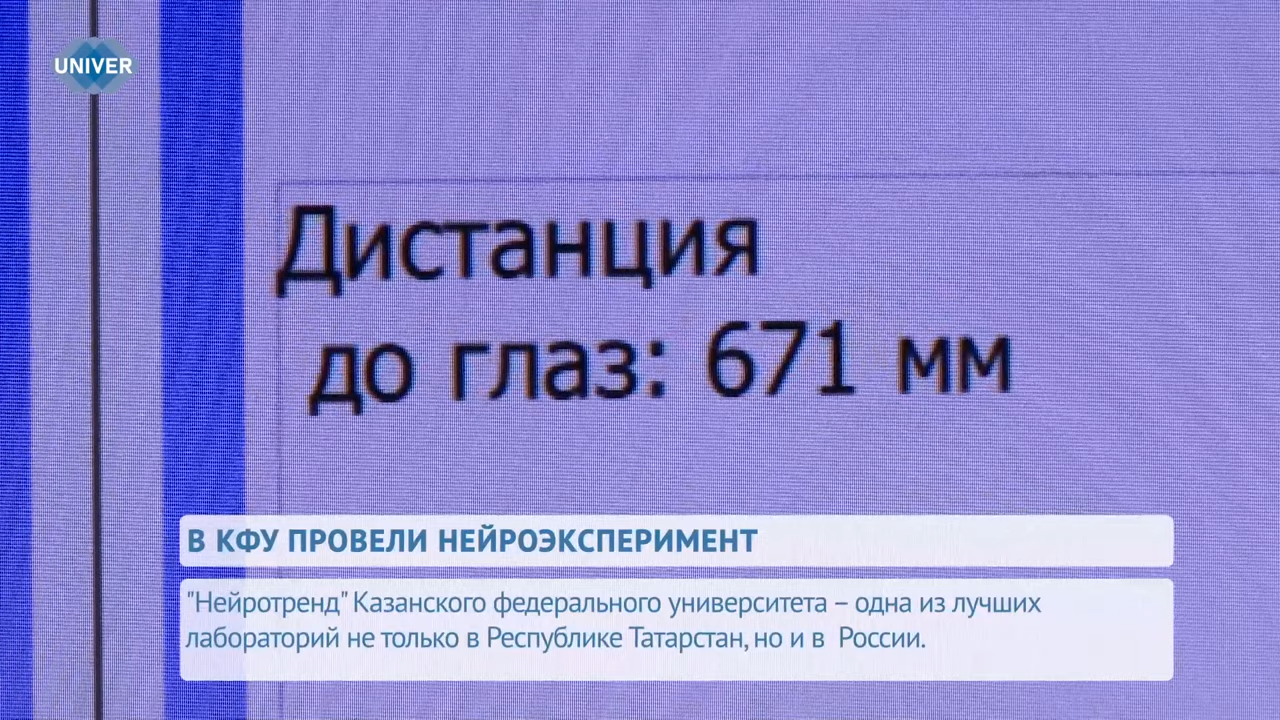 UNIVER
Дистанция
до глаз: 671 мм
В КФУ ПРОВЕЛИ НЕЙРОЭКСПЕРИМЕНТ
"Нейротренд" Казанского федерального университета – одна из лучших
лабораторий не только в Республике Татарстан, но и в России.